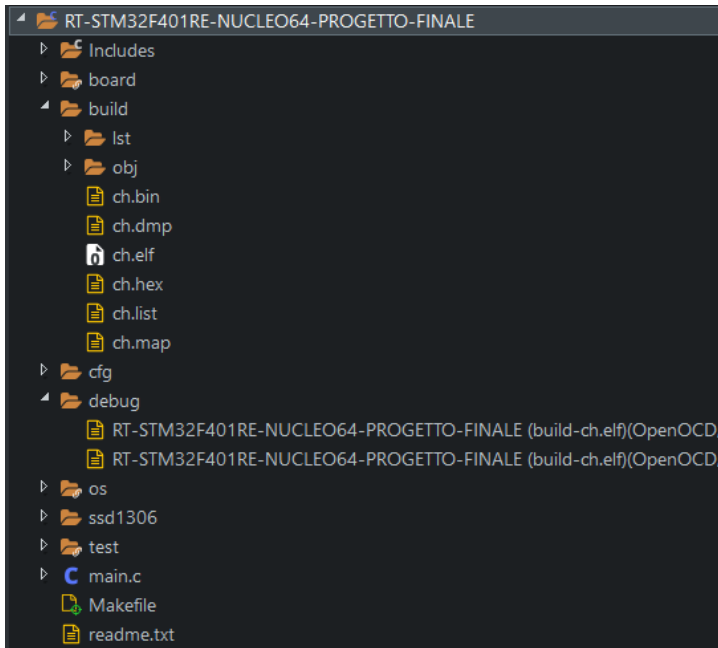 RT-STM32F401RE-NUCLEO64-PROGETTO-FINALE
Includes
board
build
lst
obj
ch.bin
ch.dmp
ch.elf
ch.hex
ch.list
ch.map
cfg
debug
RT-STM32F401RE-NUCLEO64-PROGETTO-FINALE (build-ch.elf)(OpenOCD,
RT-STM32F401RE-NUCLEO64-PROGETTO-FINALE (build-ch.elf)(OpenOCD,
os
ssd1306
test
main.c
Makefile
readme.txt